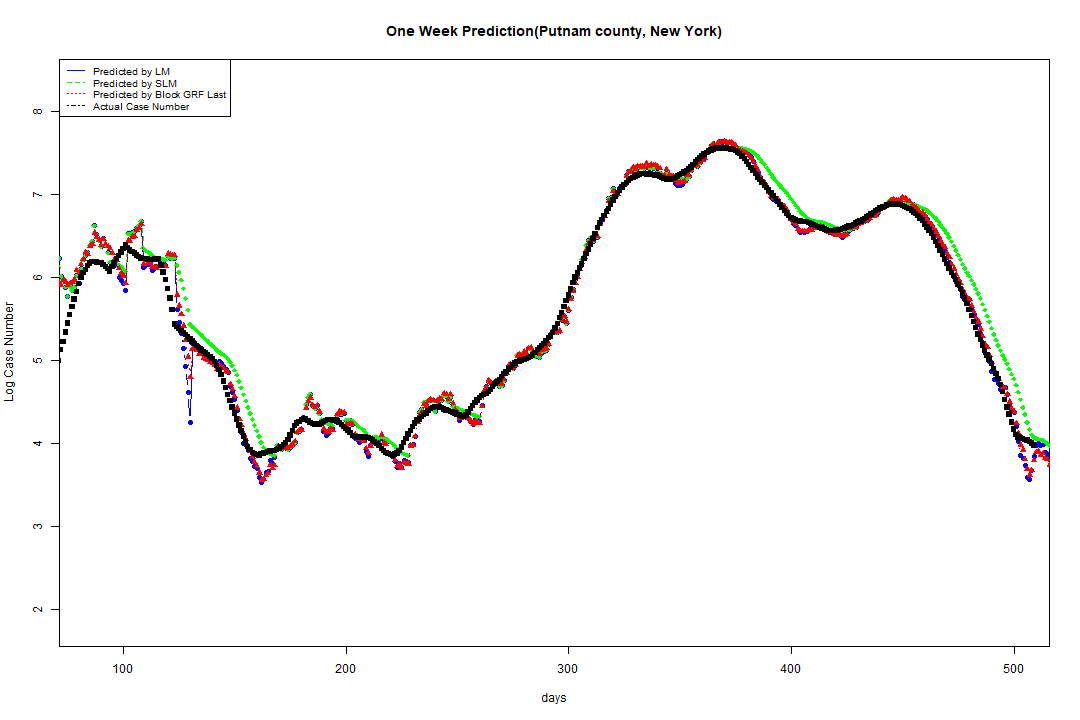 One Week Prediction(Putnam county, New York)
Predicted by LM
Predicted by SLM
Predicted by Block GRF Last
Actual Case Number
8
7
6
5
4
3
2
Log Case Number
100 200 300 400 500
days